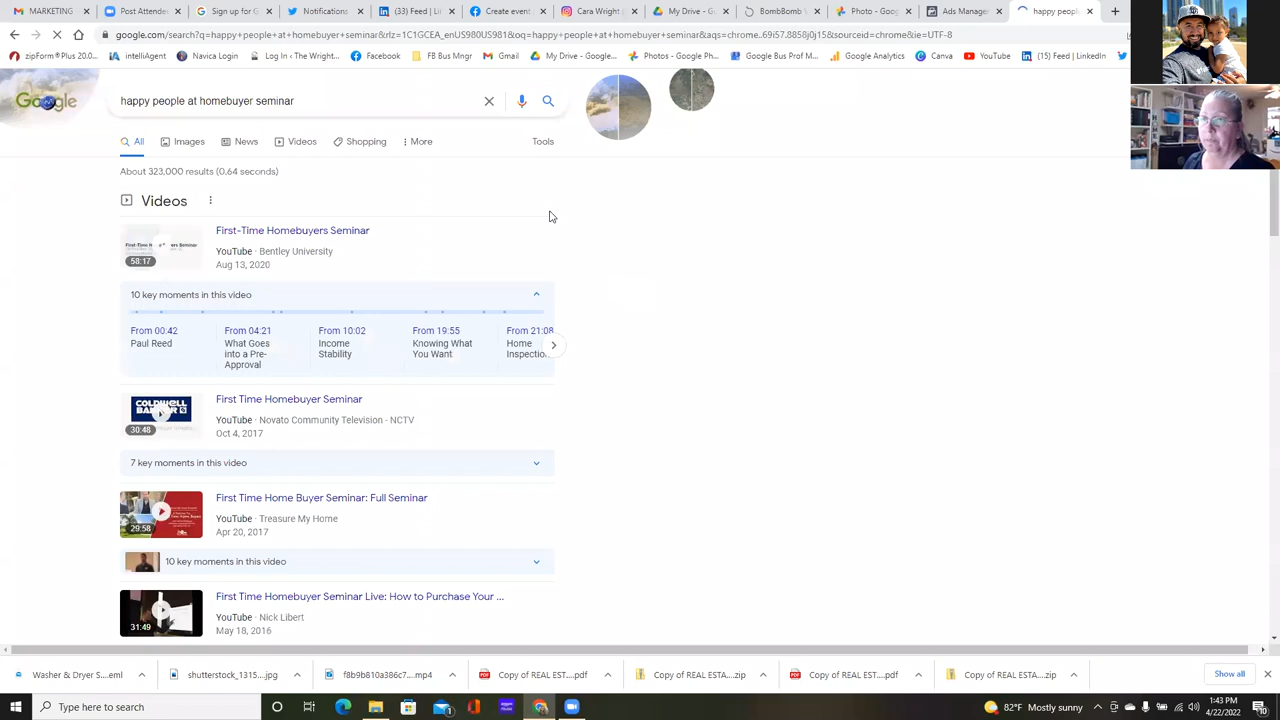 MARKETING
Post Attende
Sign up for G
Notifications
(33) Feed | Li
Create event
Cara Wright
My Drive - G
BombBomb
Photo - Goo
Ads Manager
happy people
google.com/search?q=happy+people+at+homebuyer+seminar&rlz=1C1GCEA_enUS980US981&oq=happy+people+at+homebuyer+seminar&aqs=chrome..69i57.8858j0j15&sourceid=chrome&ie=UTF-8
zipForm®Plus 20.0...
intelliAgent
Navica Login
Log In ‹ The Wright...
Facebook
FB Bus Mngr
Gmail
My Drive - Google...
Photos - Google Ph...
Google Bus Prof M...
Google Analytics
Canva
YouTube
(15) Feed | LinkedIn
Google
happy people at homebuyer seminar
All
Images
News
Videos
Shopping
More
Tools
About 323,000 results (0.64 seconds)
Videos
First-Time Homebuyers Seminar
YouTube · Bentley University
Aug 13, 2020
58:17
10 key moments in this video
From 00:42
Paul Reed
From 04:21
What Goes
into a Pre-
Approval
From 10:02
Income
Stability
From 19:55
Knowing What
You Want
From 21:08
Home
Inspection
COLDWELL
BANKER
30:48
First Time Homebuyer Seminar
YouTube · Novato Community Television - NCTV
Oct 4, 2017
7 key moments in this video
29:58
First Time Home Buyer Seminar: Full Seminar
YouTube · Treasure My Home
Apr 20, 2017
10 key moments in this video
31:49
First Time Homebuyer Seminar Live: How to Purchase Your ...
YouTube · Nick Libert
May 18, 2016
Washer & Dryer S....eml
shutterstock_1315...jpg
f8b9b810a386c7....mp4
Copy of REAL EST....pdf
Copy of REAL ESTA....zip
Copy of REAL EST....pdf
Copy of REAL ESTA....zip
Show all
Type here to search
82°F Mostly sunny
1:43 PM
4/22/2022